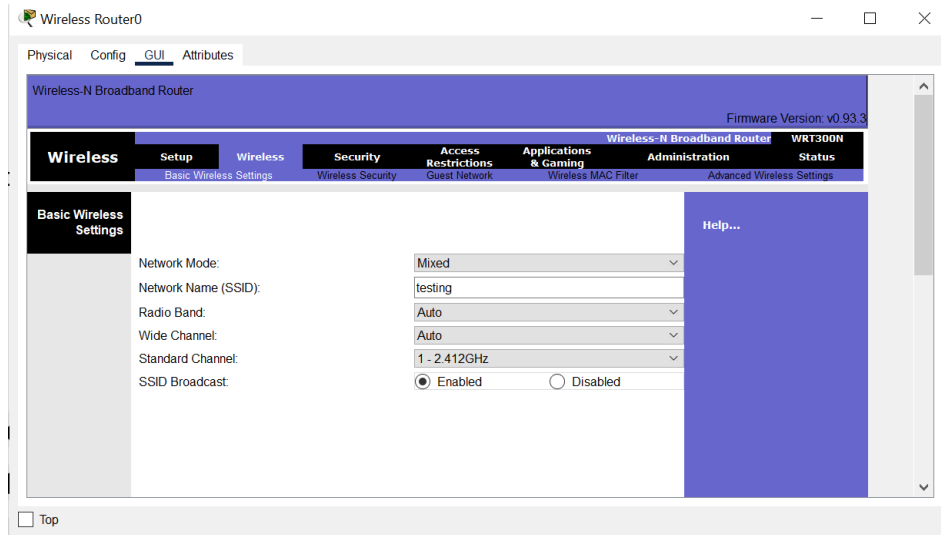 Wireless Router0
Physical Config GUI Attributes
Wireless-N Broadband Router
Firmware Version: v0.93.3
Wireless-N Broadband Router WRT300N
Wireless
Setup Wireless Security Access Restrictions Applications & Gaming Administration Status
Basic Wireless Settings Wireless Security Guest Network Wireless MAC Filter Advanced Wireless Settings
Basic Wireless
Settings
Help...
Network Mode: Mixed
Network Name (SSID): testing
Radio Band: Auto
Wide Channel: Auto
Standard Channel: 1 - 2.412GHz
SSID Broadcast: Enabled Disabled
Top